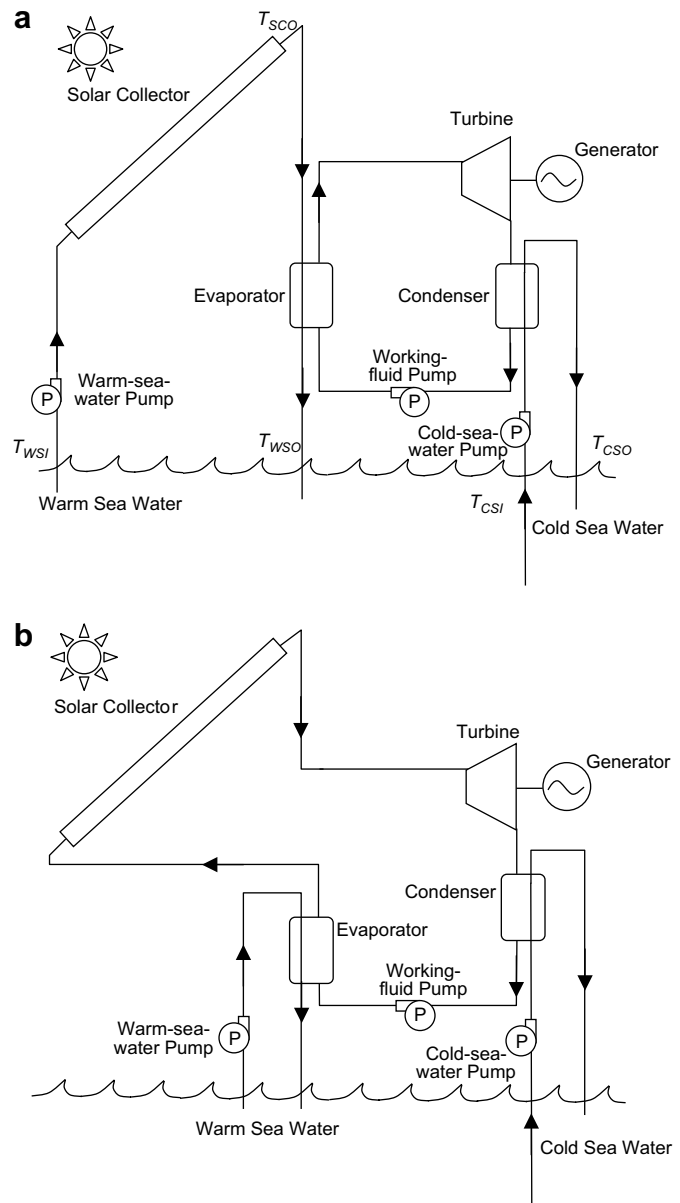 a
T_SCO
Solar Collector
Turbine
Generator
Evaporator
Condenser
Working-
fluid Pump
Warm-sea-
water Pump
P
P
P
Cold-sea-
water Pump
T_WSI
T_WSO
T_CSO
Warm Sea Water
T_CSI
Cold Sea Water
b
Solar Collector
Turbine
Generator
Condenser
Evaporator
Working-
fluid Pump
P
Warm-sea-
water Pump
P
P
Cold-sea-
water Pump
Warm Sea Water
Cold Sea Water